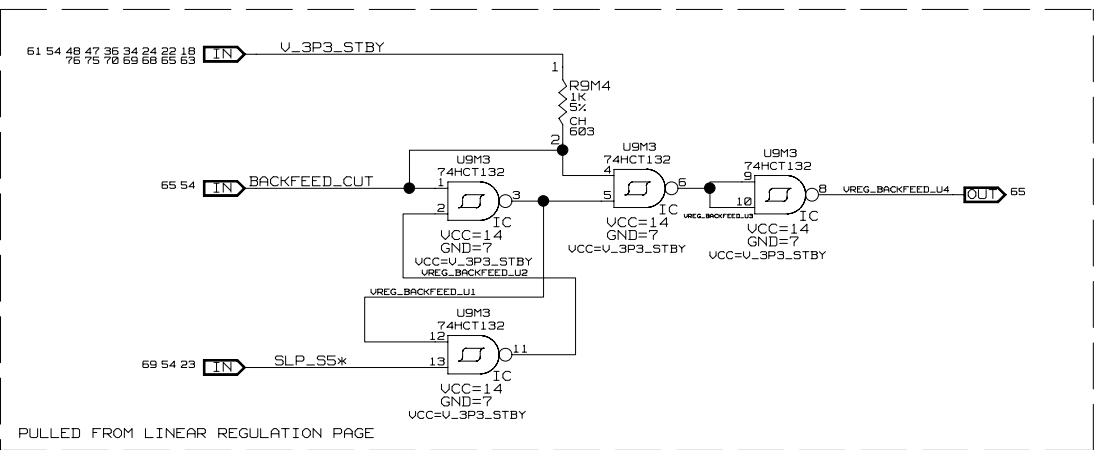 61 54 48 47 36 34 24 22 18
76 75 70 69 68 65 63
IN
V_3P3_STBY
1
R9M4
1K
5%
CH
603
2
65 54
IN
BACKFEED_CUT
U9M3
74HCT132
1
2
3
IC
VCC=14
GND=7
VCC=V_3P3_STBY
VREG_BACKFEED_U2
U9M3
74HCT132
4
5
6
IC
VCC=14
GND=7
VCC=V_3P3_STBY
VREG_BACKFEED_U3
U9M3
74HCT132
9
10
8
IC
VCC=14
GND=7
VCC=V_3P3_STBY
VREG_BACKFEED_U4
OUT
65
VREG_BACKFEED_U1
U9M3
74HCT132
12
13
11
IC
VCC=14
GND=7
VCC=V_3P3_STBY
69 54 23
IN
SLP_S5*
PULLED FROM LINEAR REGULATION PAGE